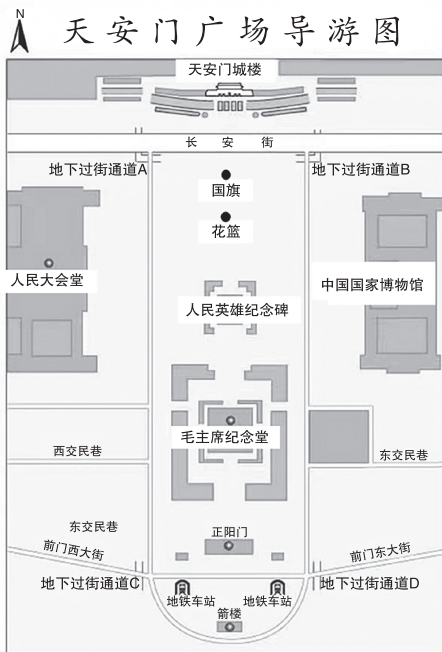 N
天安门广场导游图
天安门城楼
长安街
地下过街通道A
地下过街通道B
国旗
花篮
人民大会堂
中国国家博物馆
人民英雄纪念碑
毛主席纪念堂
西交民巷
东交民巷
东交民巷
正阳门
前门西大街
前门东大街
地下过街通道C
地下过街通道D
地铁车站
地铁车站
箭楼